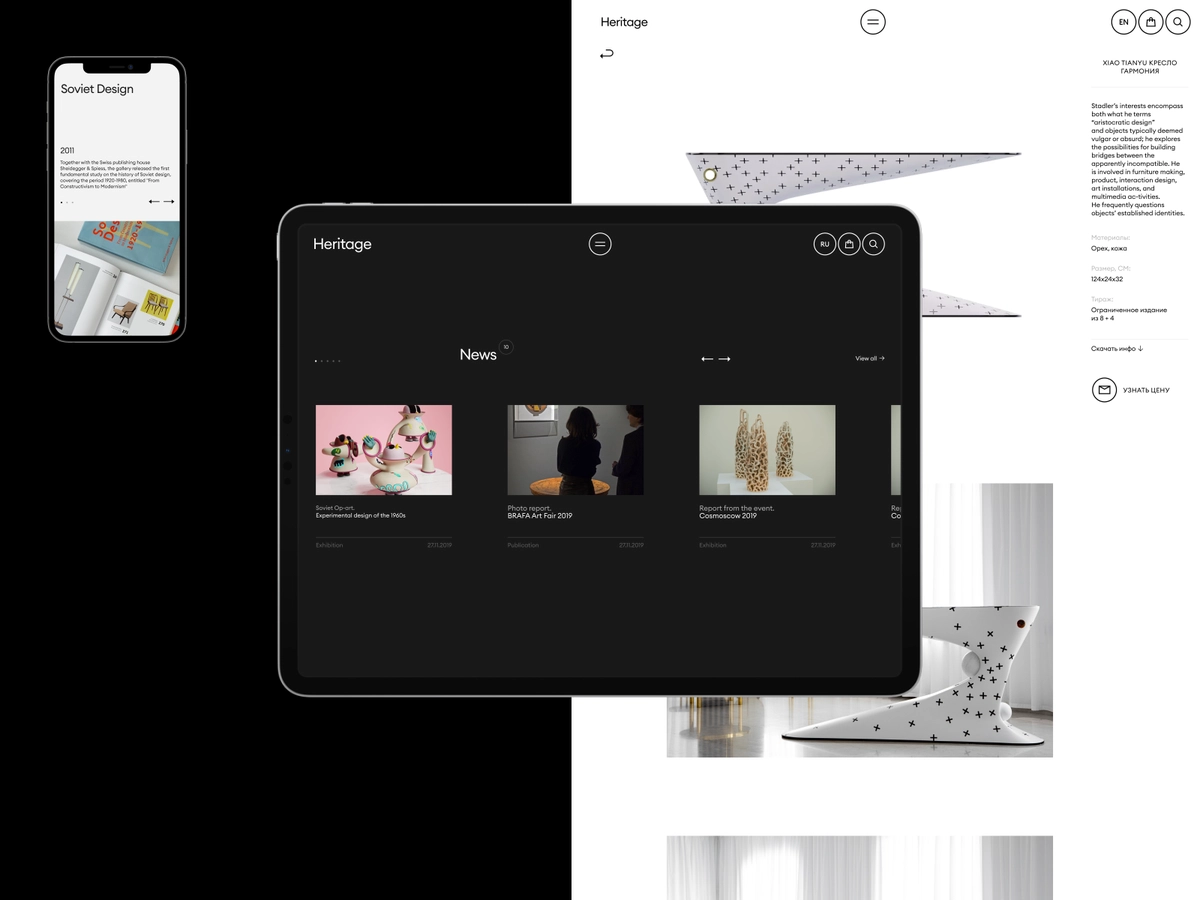 Soviet Design
2011
Together with the Swiss publishing house
Sheidegger & Spiess, the gallery released the first
fundamental study on the history of Soviet design,
covering the period 1920-1980, entitled "From
Constructivism to Modernism"
Heritage
EN
XIAO TIANYU КРЕСЛО
ГАРМОНИЯ
Stadler's interests encompass
both what he terms
"aristocratic design"
and objects typically deemed
vulgar or absurd; he explores
the possibilities for building
bridges between the
apparently incompatible. He
is involved in furniture making,
product, interaction design,
art installations, and
multimedia ac-tivities.
He frequently questions
objects' established identities.
Материалы:
Орех, кожа
Размер, СМ:
124x24x32
Тираж:
Ограниченное издание
из 8 + 4
Скачать инфо ↓
УЗНАТЬ ЦЕНУ
Heritage
RU
News
10
← →
View all →
Soviet Op-art.
Experimental design of the 1960s
Exhibition 27.11.2019
Photo report.
BRAFA Art Fair 2019
Publication 27.11.2019
Report from the event.
Cosmoscow 2019
Exhibition 27.11.2019
Co
Exh